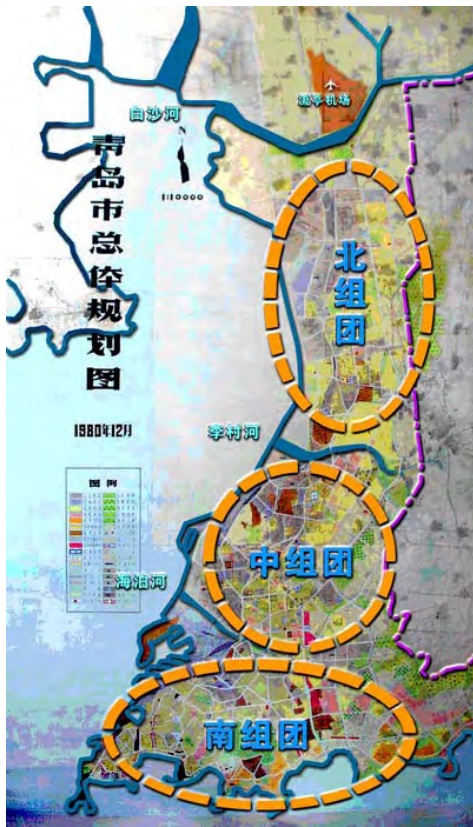 流亭机场
白沙河
N
1:10000
青岛市总体规划图
北组团
1980年12月
李村河
图例
中组团
海泊河
南组团